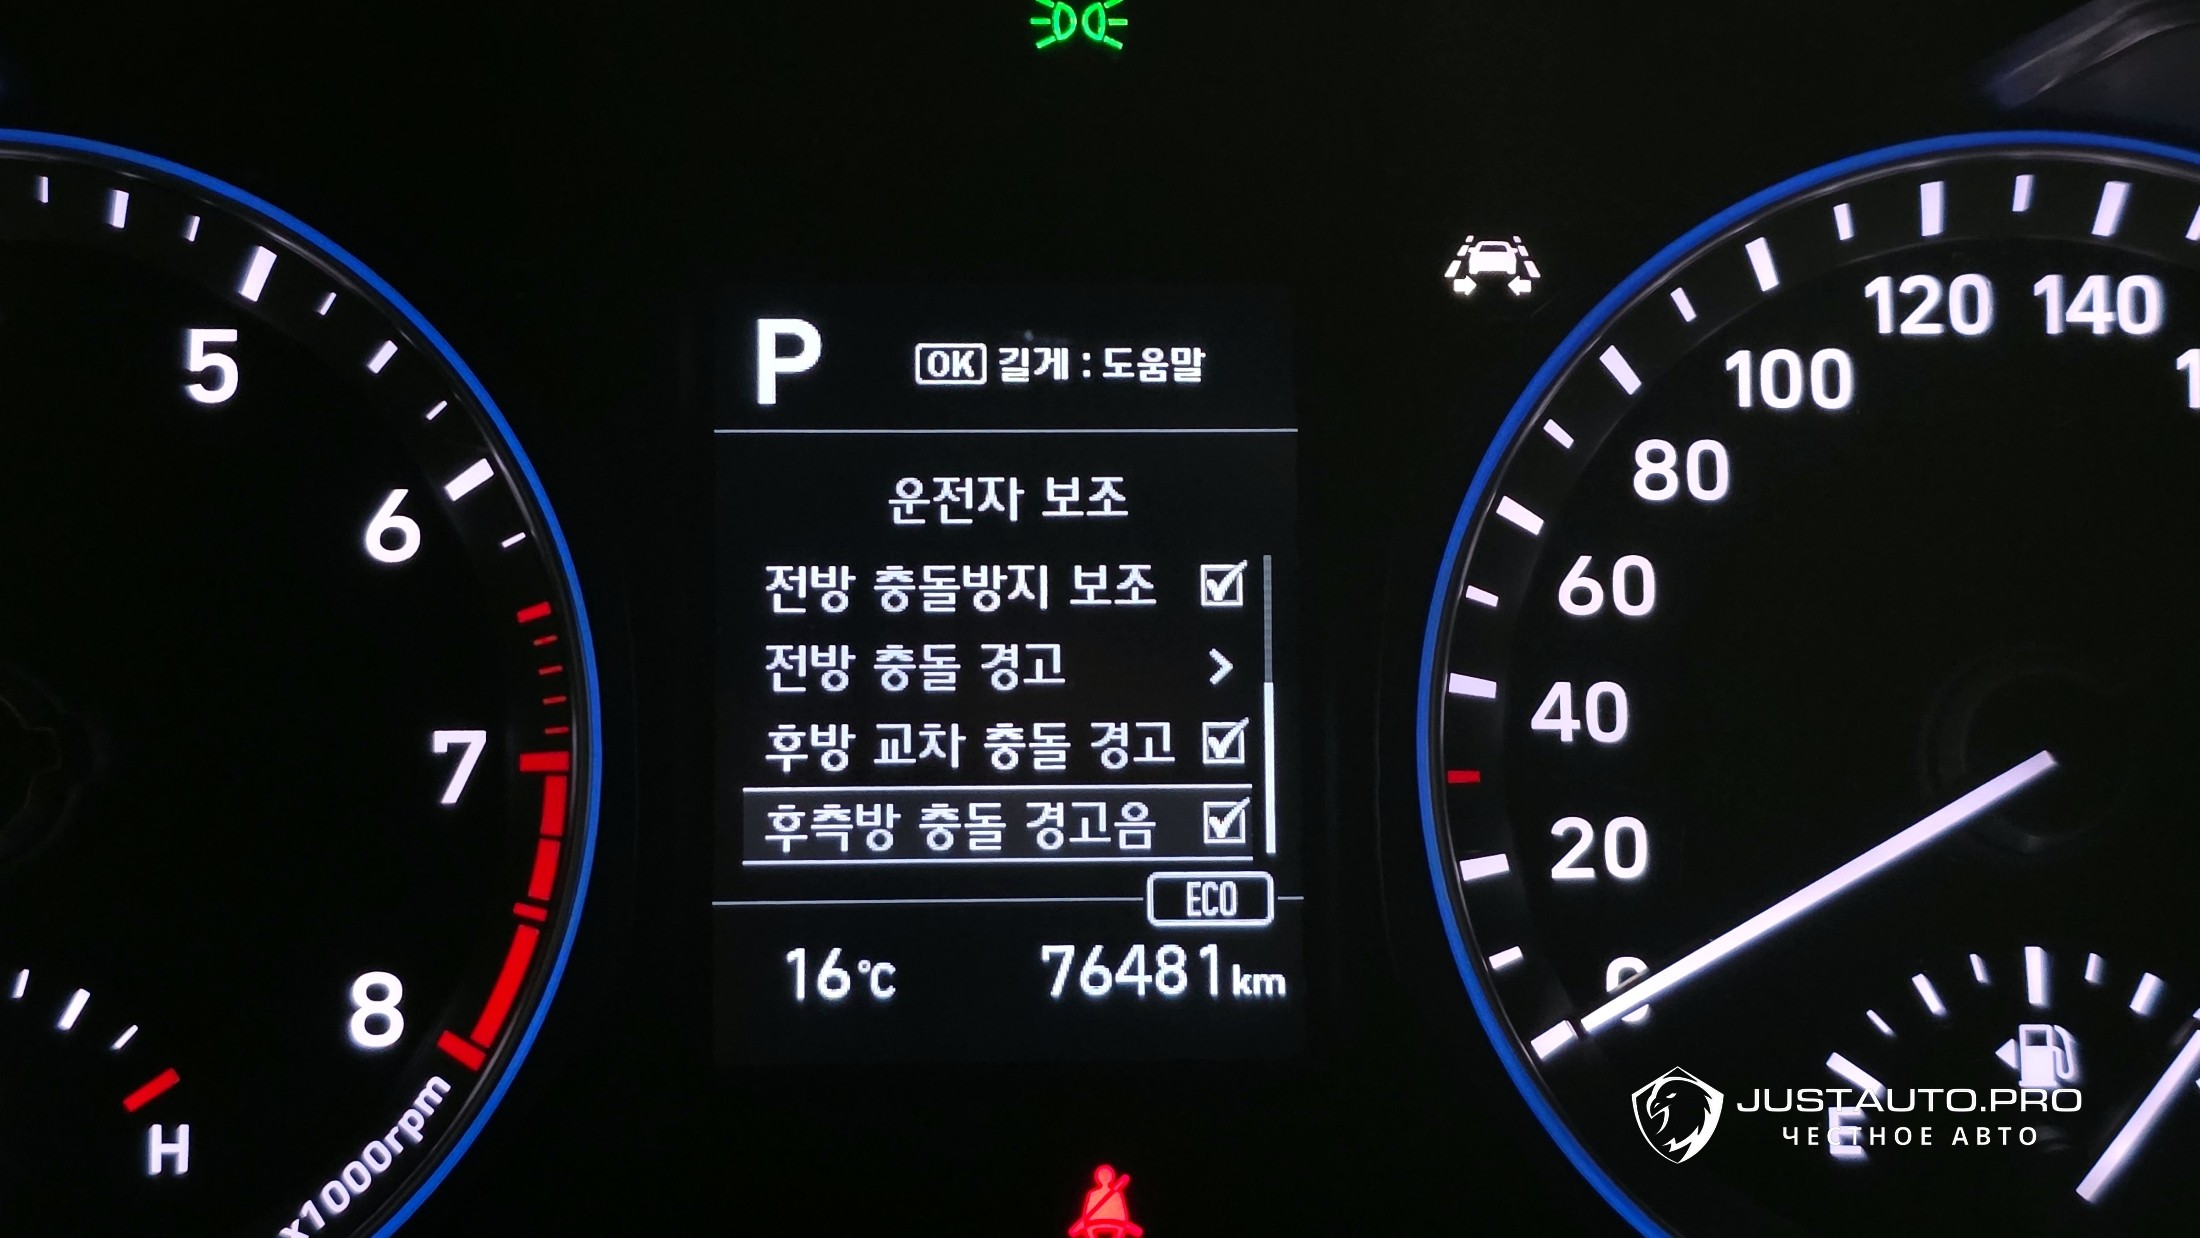 P
OK 길게 : 도움말
운전자 보조
전방 충돌방지 보조
전방 충돌 경고 >
후방 교차 충돌 경고
후측방 충돌 경고음
ECO
16°C 76481km
5
6
7
8
x1000rpm
H
0
20
40
60
80
100
120
140
E
JUSTAUTO.PRO
ЧЕСТНОЕ АВТО